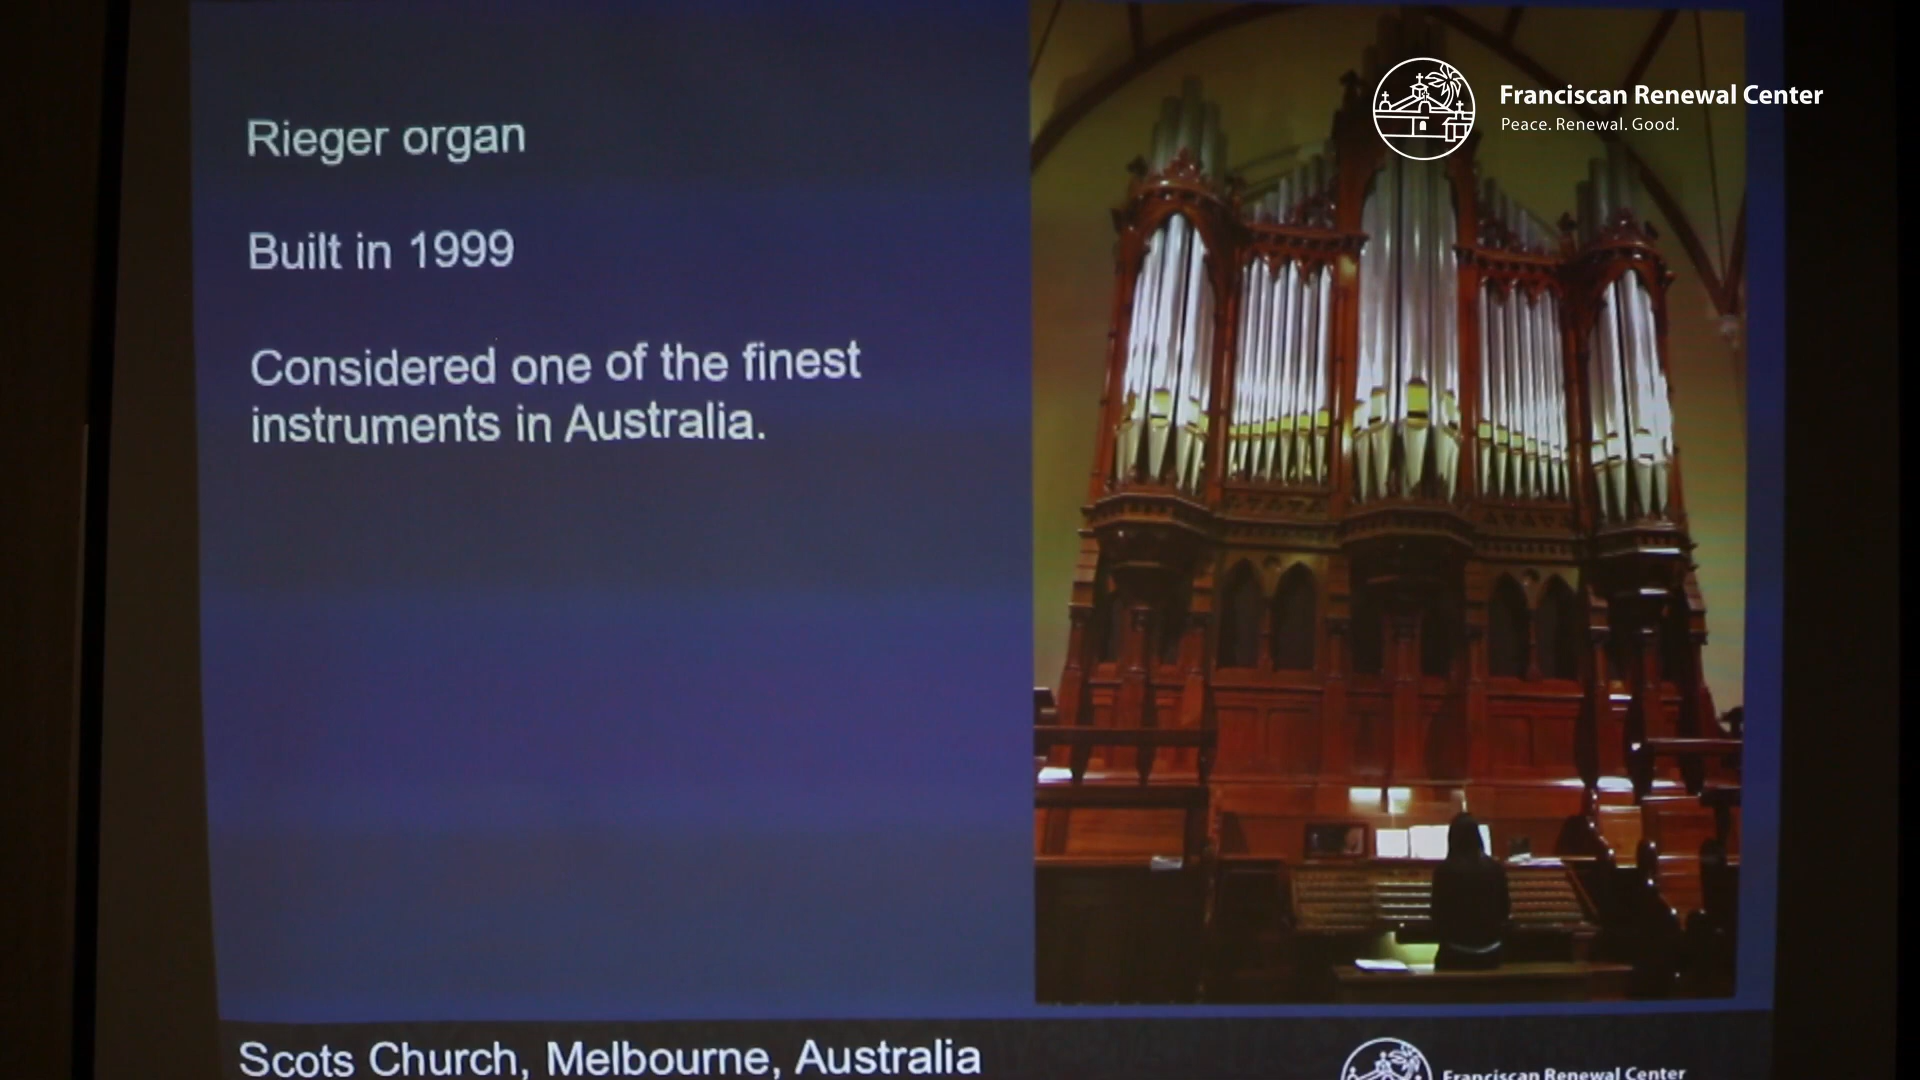 Franciscan Renewal Center
Peace. Renewal. Good.
Rieger organ
Built in 1999
Considered one of the finest
instruments in Australia.
Scots Church, Melbourne, Australia
Franciscan Renewal Center